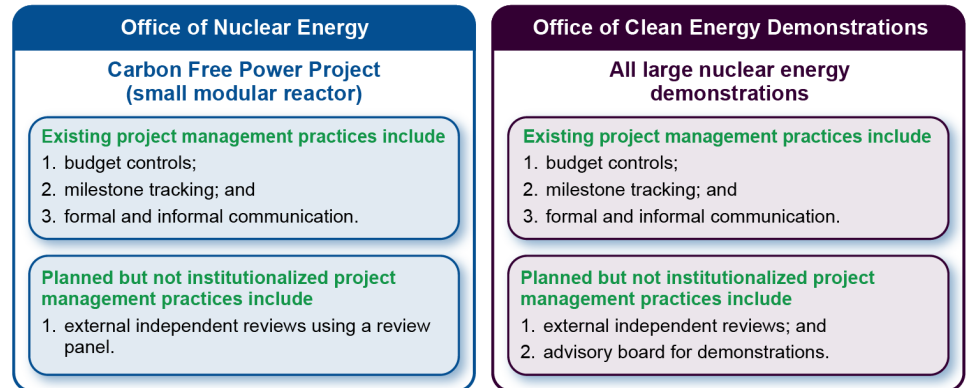 Office of Nuclear Energy
Carbon Free Power Project
(small modular reactor)
Existing project management practices include
1. budget controls;
2. milestone tracking; and
3. formal and informal communication.
Planned but not institutionalized project
management practices include
1. external independent reviews using a review
panel.
Office of Clean Energy Demonstrations
All large nuclear energy
demonstrations
Existing project management practices include
1. budget controls;
2. milestone tracking; and
3. formal and informal communication.
Planned but not institutionalized project
management practices include
1. external independent reviews; and
2. advisory board for demonstrations.